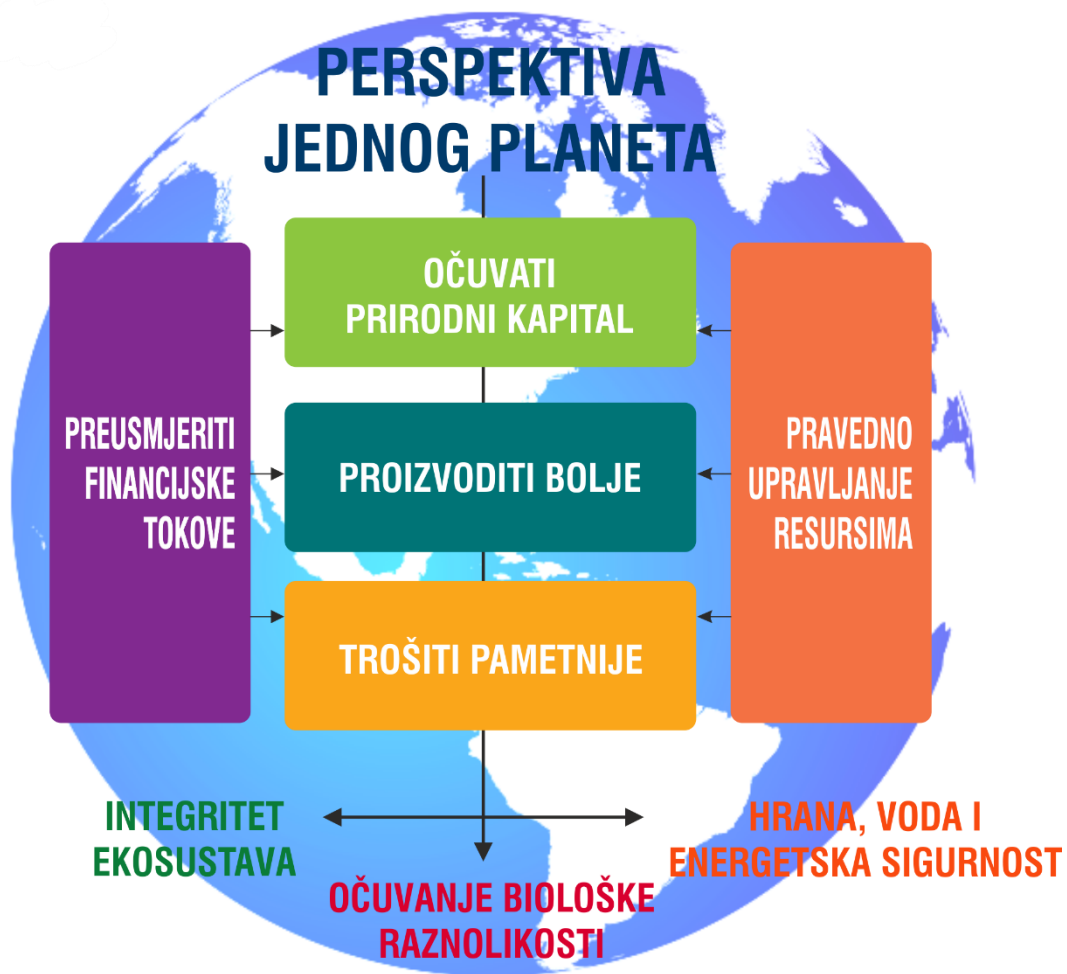 PERSPEKTIVA
JEDNOG PLANETA
OČUVATI
PRIRODNI KAPITAL
PREUSMJERITI
FINANCIJSKE
TOKOVE
PROIZVODITI BOLJE
PRAVEDNO
UPRAVLJANJE
RESURSIMA
TROŠITI PAMETNIJE
INTEGRITET
EKOSUSTAVA
HRANA, VODA I
ENERGETSKA SIGURNOST
OČUVANJE BIOLOŠKE
RAZNOLIKOSTI